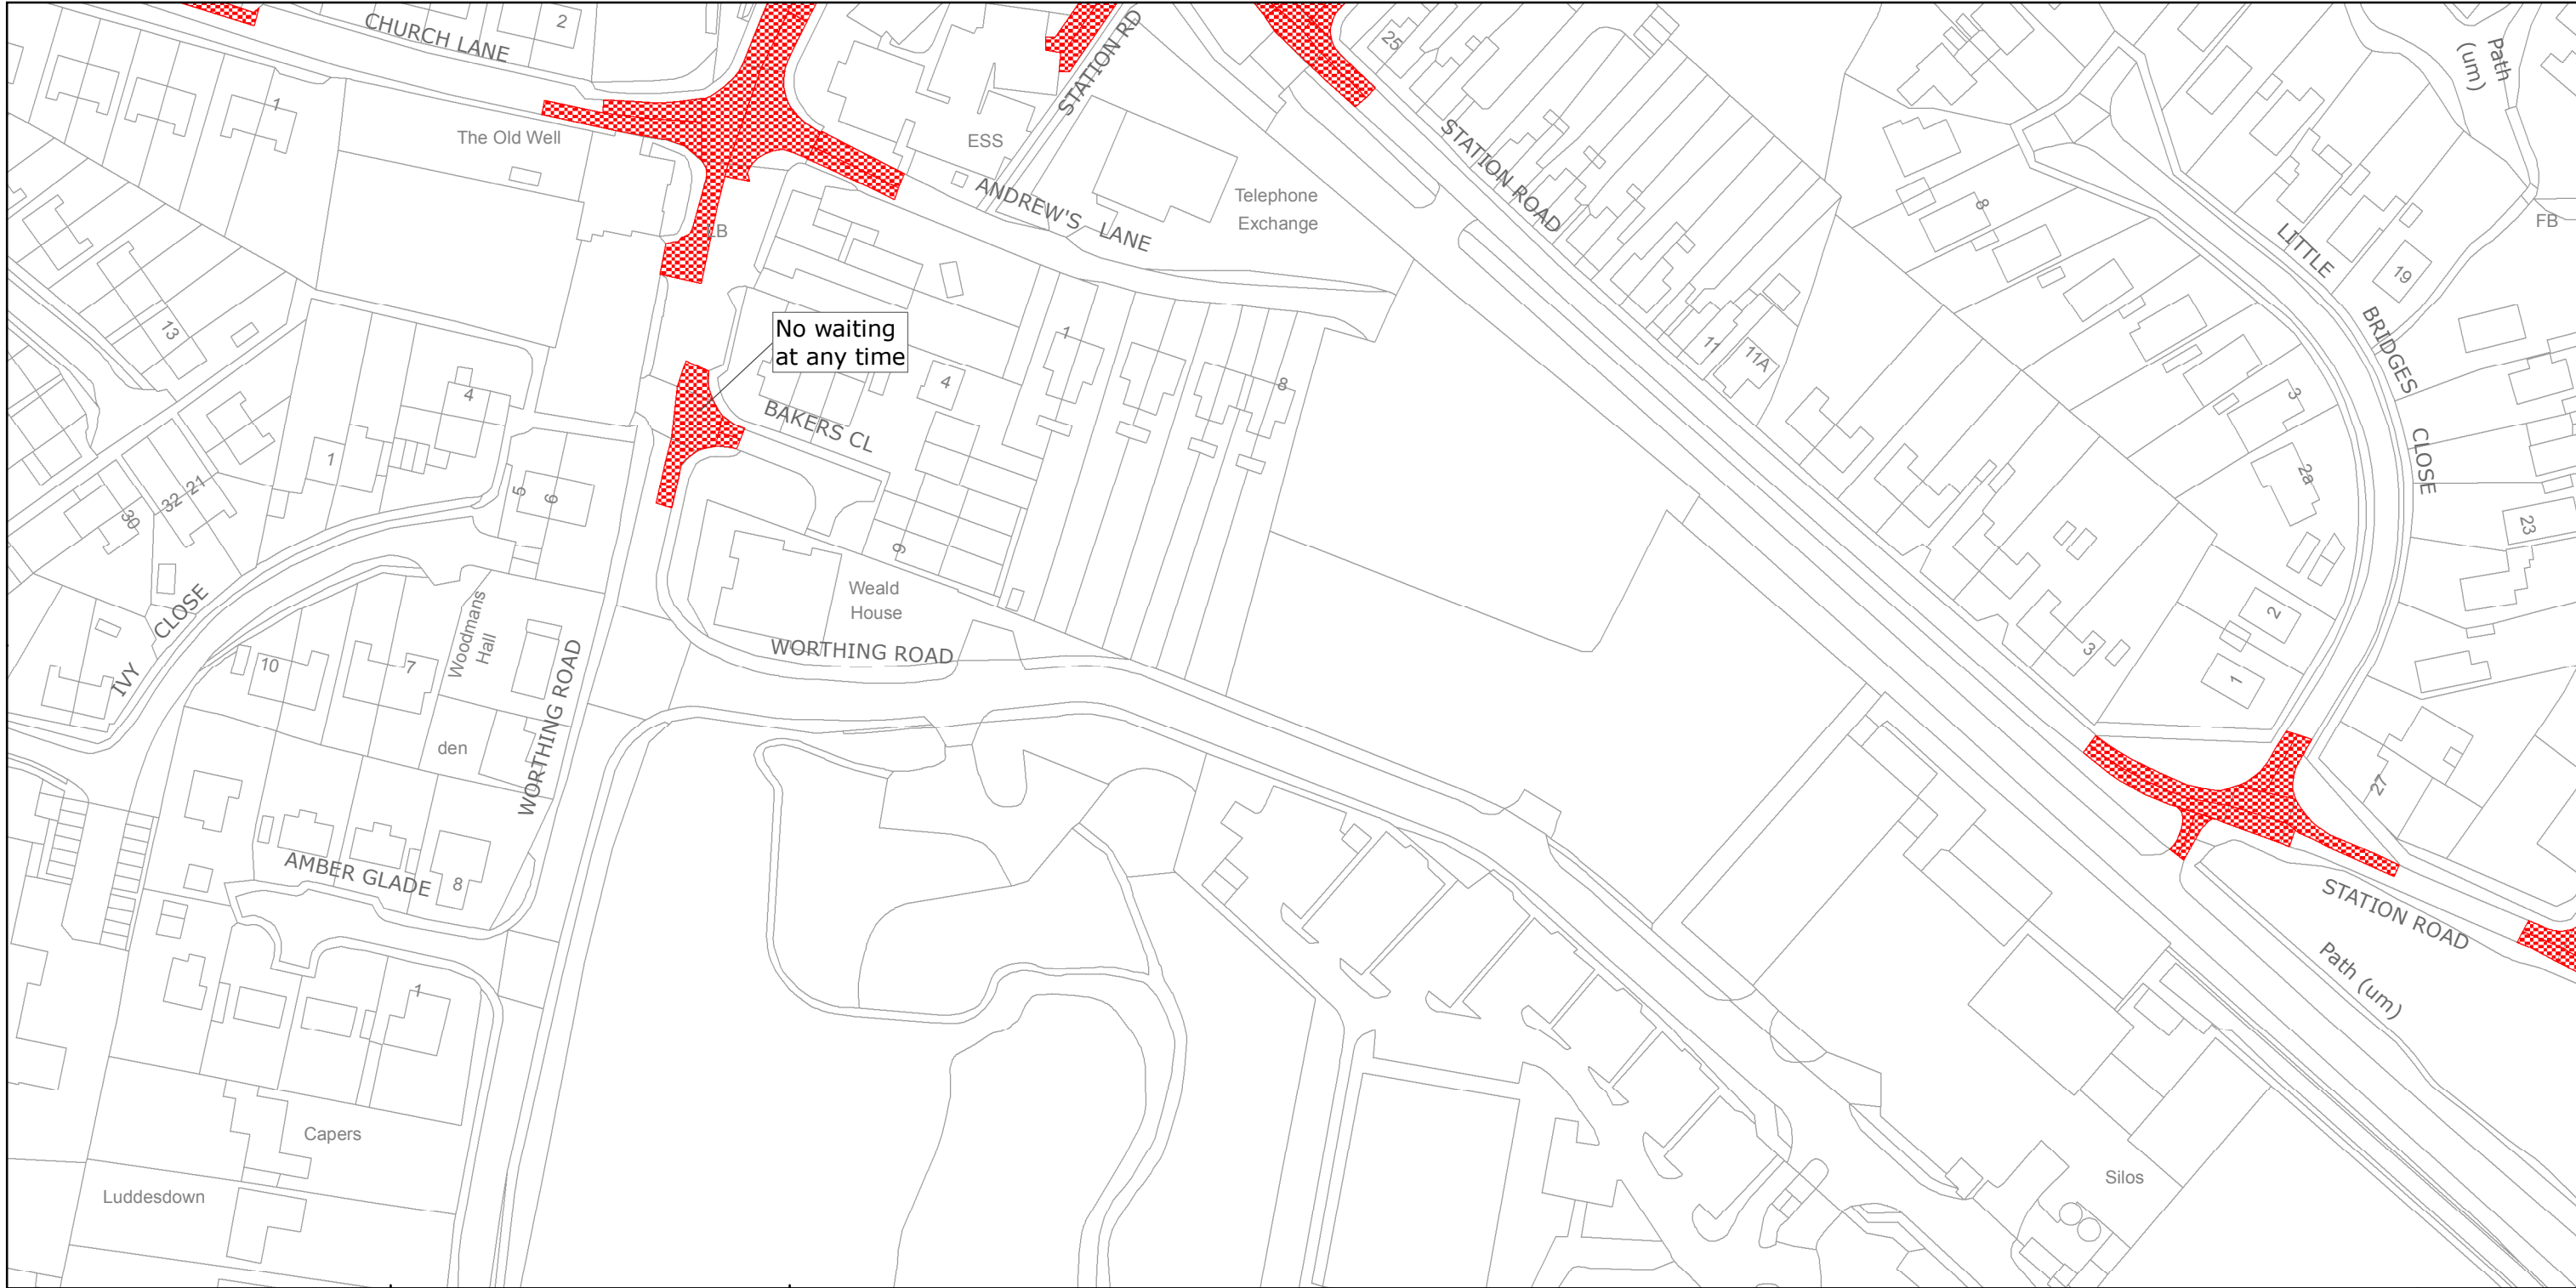 CHURCH LANE
2
1
The Old Well
ESS
STATION RD
25
STATION ROAD
Path
(um)
ANDREW'S LANE
Telephone
Exchange
8
LITTLE
BRIDGES
CLOSE
19
FB
13
No waiting
at any time
4
1
4
1
8
BAKERS CL
11
11A
3
2a
23
5
6
32
21
30
9
Weald
House
WORTHING ROAD
IVY
CLOSE
10
7
Woodmans
Hall
den
WORTHING ROAD
2
1
3
27
AMBER GLADE
8
1
STATION ROAD
Path (um)
Capers
Luddesdown
Silos